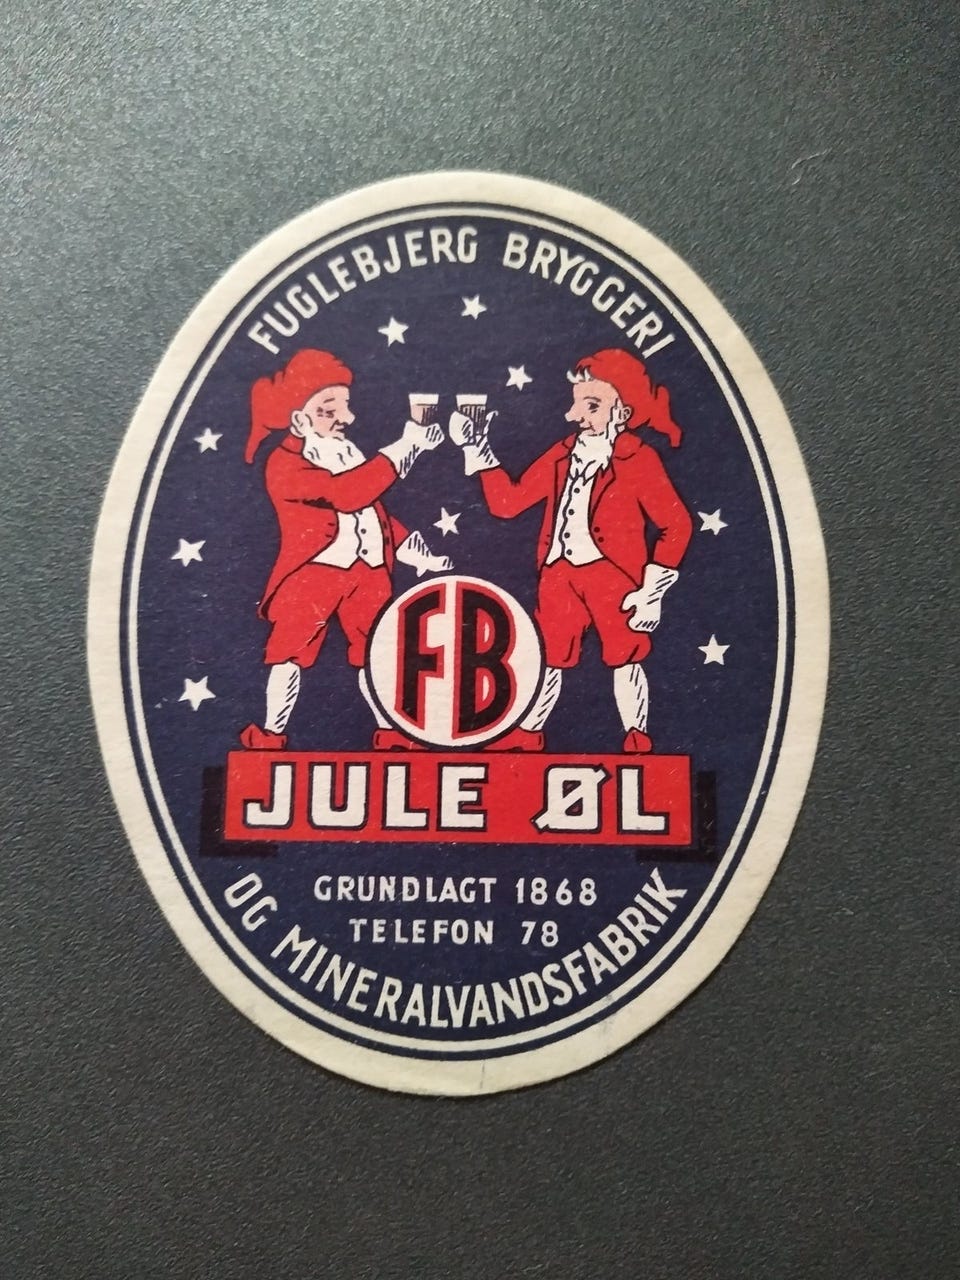 FUGLEBJERG BRYGGERI
FB
JULE ØL
GRUNDLAGT 1868
TELEFON 78
OG MINERALVANDSFABRIK